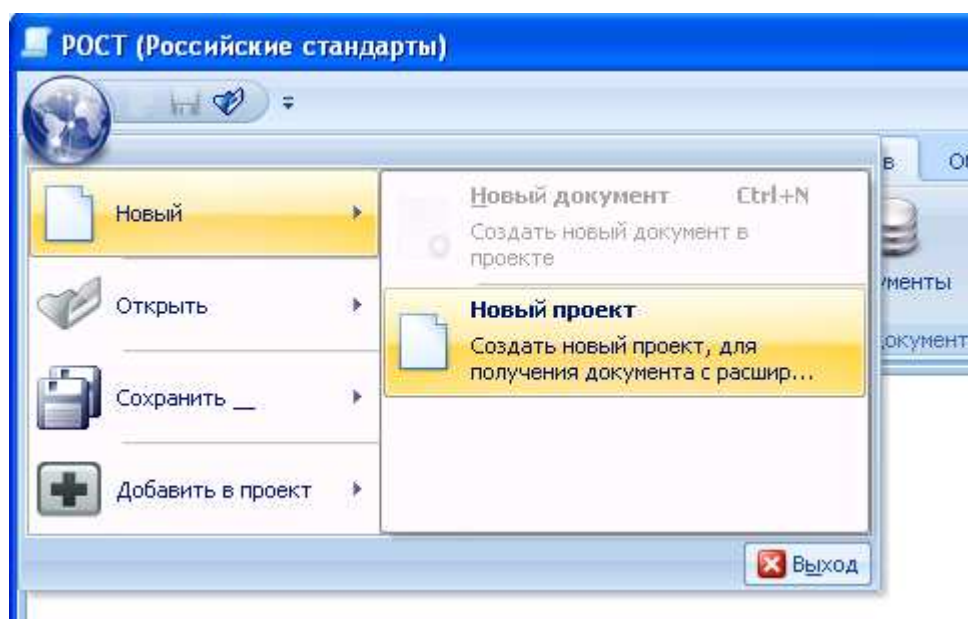 РОСТ (Российские стандарты)
Новый
Новый документ Ctrl+N
Создать новый документ в
проекте
Открыть
Новый проект
Создать новый проект, для
получения документа с расшир...
Сохранить __
Добавить в проект
Выход